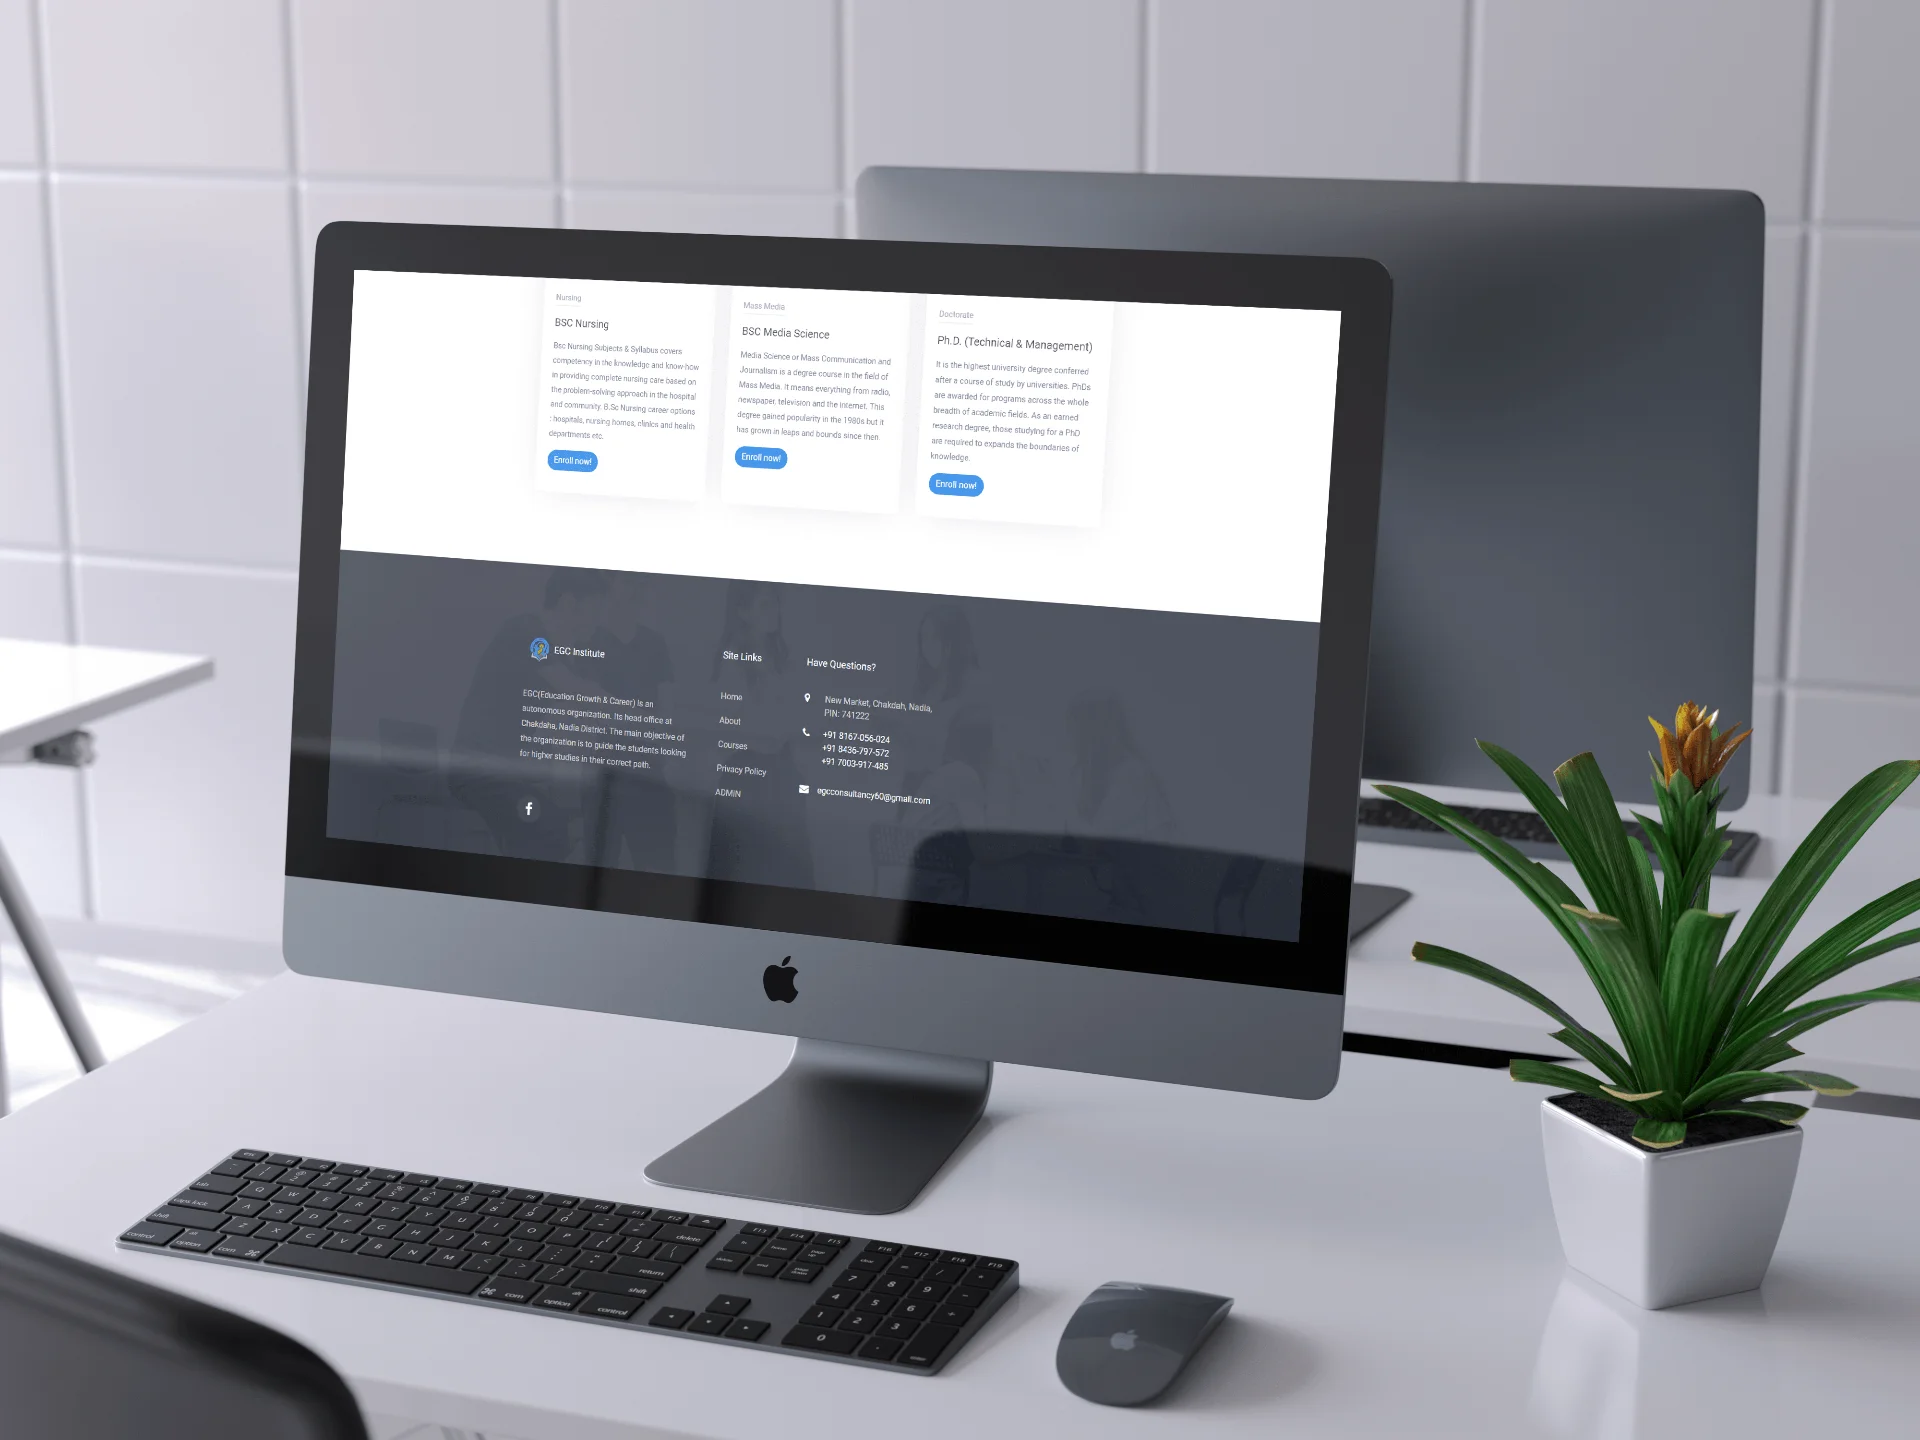 Nursing
BSC Nursing
Bsc Nursing Subjects & Syllabus covers
competency in the knowledge and know-how
in providing complete nursing care based on
the problem-solving approach in the hospital
and community. B.Sc Nursing career options
: hospitals, nursing homes, clinics and health
departments etc.
Enroll now!
Mass Media
BSC Media Science
Media Science or Mass Communication and
Journalism is a degree course in the field of
Mass Media. It means everything from radio,
newspaper, television and the internet. This
degree gained popularity in the 1980s but it
has grown in leaps and bounds since then.
Enroll now!
Doctorate
Ph.D. (Technical & Management)
It is the highest university degree conferred
after a course of study by universities. PhDs
are awarded for programs across the whole
breadth of academic fields. As an earned
research degree, those studying for a PhD
are required to expand the boundaries of
knowledge.
Enroll now!
EGC Institute
EGC(Education Growth & Career) is an
autonomous organization. Its head office at
Chakdaha, Nadia District. The main objective of
the organization is to guide the students looking
for higher studies in their correct path.
Site Links
Home
About
Courses
Privacy Policy
ADMIN
Have Questions?
New Market, Chakdah, Nadia,
PIN: 741222
+91 8167-056-024
+91 8436-797-572
+91 7003-917-485
egcconsultancy60@gmail.com